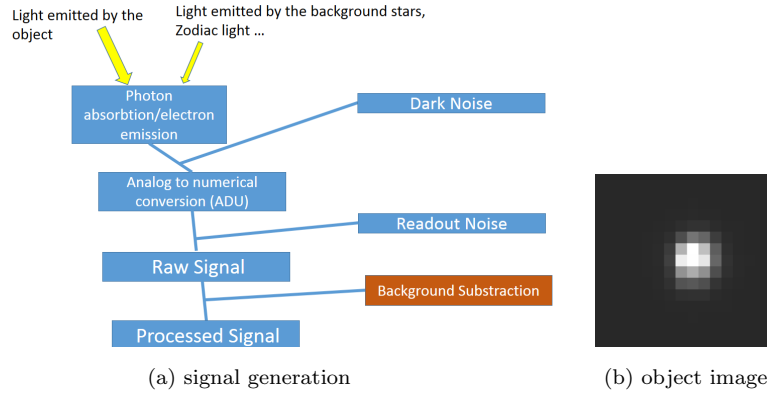 Light emitted by the
object
Light emitted by the background stars,
Zodiac light ...
Photon
absorbtion/electron
emission
Dark Noise
Analog to numerical
conversion (ADU)
Readout Noise
Raw Signal
Background Substraction
Processed Signal
(a) signal generation
(b) object image